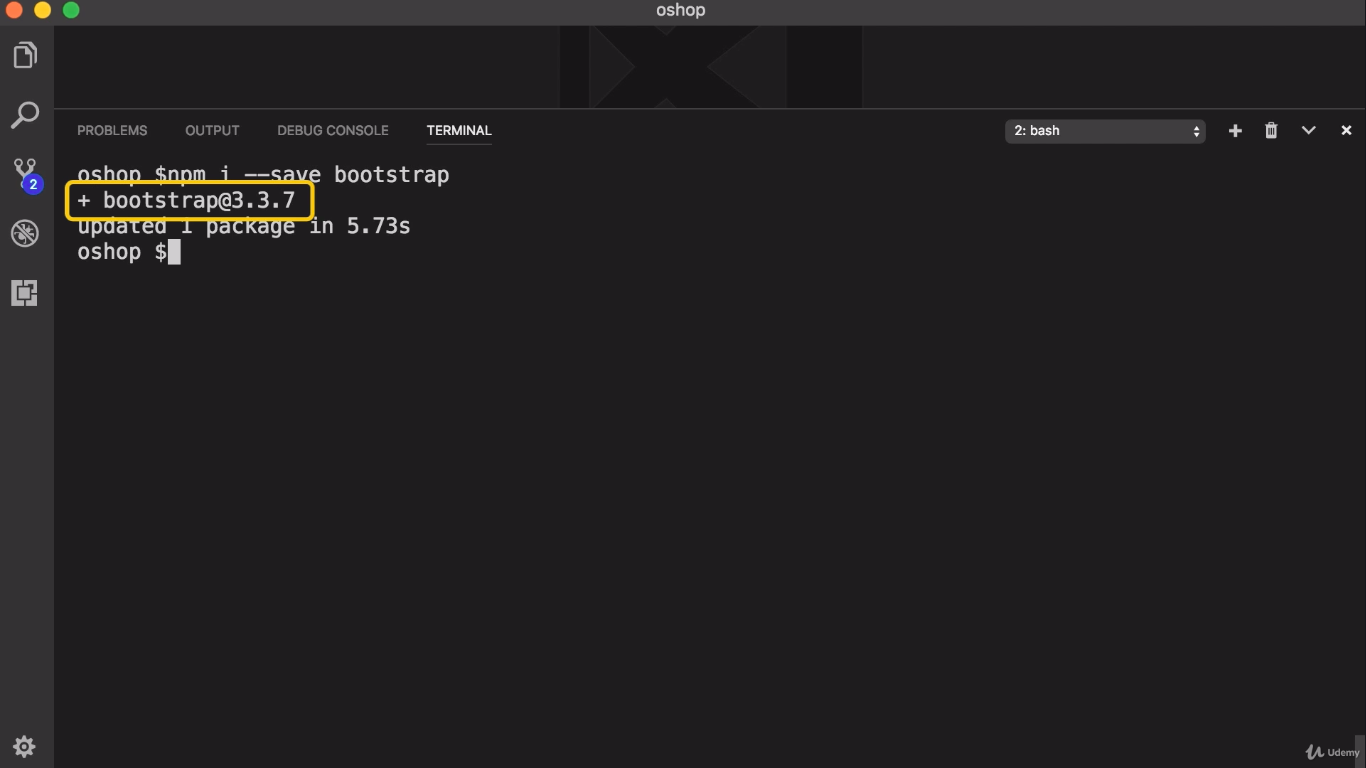 oshop
PROBLEMS OUTPUT DEBUG CONSOLE TERMINAL 2: bash
oshop $npm i --save bootstrap
+ bootstrap@3.3.7
updated 1 package in 5.73s
oshop $
2
Udemy